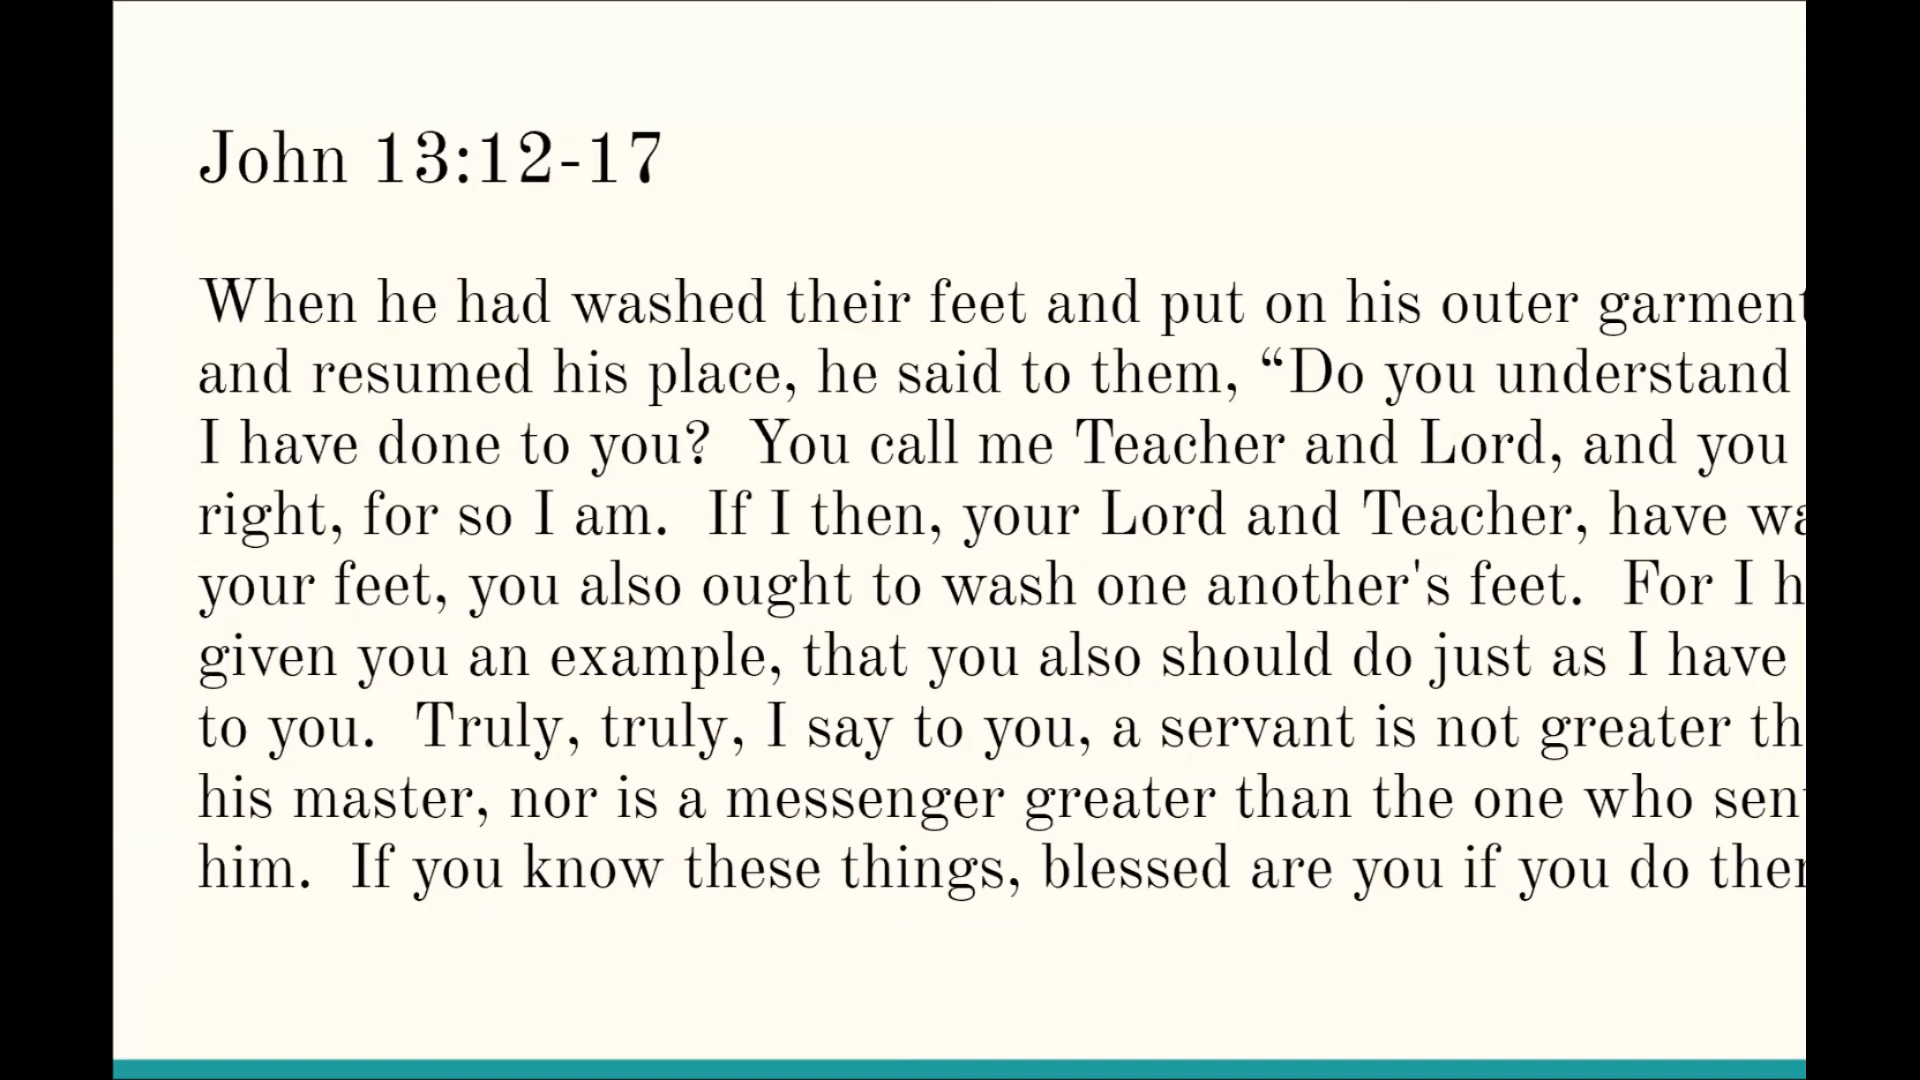 John 13:12-17
When he had washed their feet and put on his outer garment
and resumed his place, he said to them, “Do you understand
I have done to you?  You call me Teacher and Lord, and you
right, for so I am.  If I then, your Lord and Teacher, have wa
your feet, you also ought to wash one another's feet.  For I h
given you an example, that you also should do just as I have
to you.  Truly, truly, I say to you, a servant is not greater th
his master, nor is a messenger greater than the one who sent
him.  If you know these things, blessed are you if you do